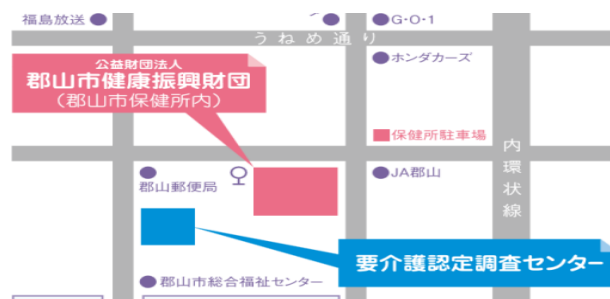 福島放送
G・O・1
うねめ通り
ホンダカーズ
公益財団法人
郡山市健康振興財団
(郡山市保健所内)
保健所駐車場
内環状線
郡山郵便局
JA郡山
要介護認定調査センター
郡山市総合福祉センター